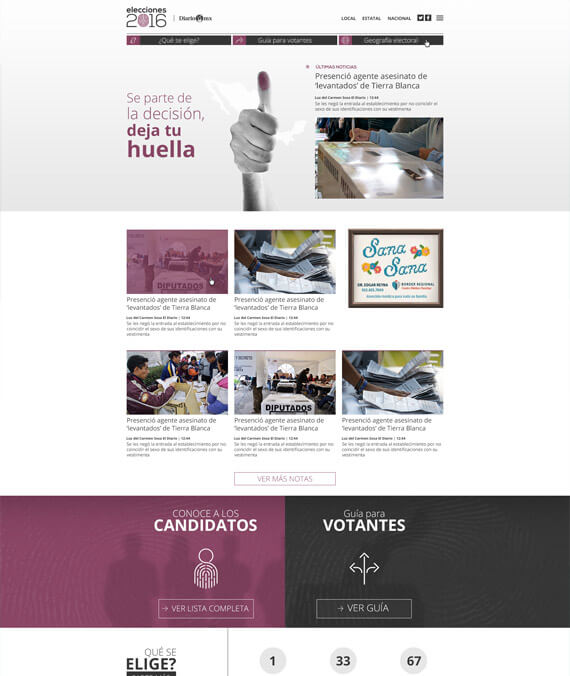 elecciones
2016
Diario.mx
LOCAL ESTATAL NACIONAL
¿Qué se elige? Guía para votantes Geografía electoral
ÚLTIMAS NOTICIAS
Presenció agente asesinato de
'levantados' de Tierra Blanca
Luz del Carmen Sosa El Diario | 12:44
Se les negó la entrada al establecimiento por no coincidir el
sexo de sus identificaciones con su vestimenta
Se parte de
la decisión,
deja tu
huella
DIPUTADOS
Presenció agente asesinato de
'levantados' de Tierra Blanca
Luz del Carmen Sosa El Diario | 12:44
Se les negó la entrada al establecimiento por no
coincidir el sexo de sus identificaciones con su
vestimenta
Presenció agente asesinato de
'levantados' de Tierra Blanca
Luz del Carmen Sosa El Diario | 12:44
Se les negó la entrada al establecimiento por no
coincidir el sexo de sus identificaciones con su
vestimenta
Sana
Sana
DR. EDGAR REYNA
BORDER REGIONAL
Atención médica para toda su familia.
Presenció agente asesinato de
'levantados' de Tierra Blanca
Luz del Carmen Sosa El Diario | 12:44
Se les negó la entrada al establecimiento por no
coincidir el sexo de sus identificaciones con su
vestimenta
DIPUTADOS
Presenció agente asesinato de
'levantados' de Tierra Blanca
Luz del Carmen Sosa El Diario | 12:44
Se les negó la entrada al establecimiento por no
coincidir el sexo de sus identificaciones con su
vestimenta
Presenció agente asesinato de
'levantados' de Tierra Blanca
Luz del Carmen Sosa El Diario | 12:44
Se les negó la entrada al establecimiento por no
coincidir el sexo de sus identificaciones con su
vestimenta
VER MÁS NOTAS
CONOCE A LOS
CANDIDATOS
VER LISTA COMPLETA
Guía para
VOTANTES
VER GUÍA
QUÉ SE
ELIGE?
1 33 67